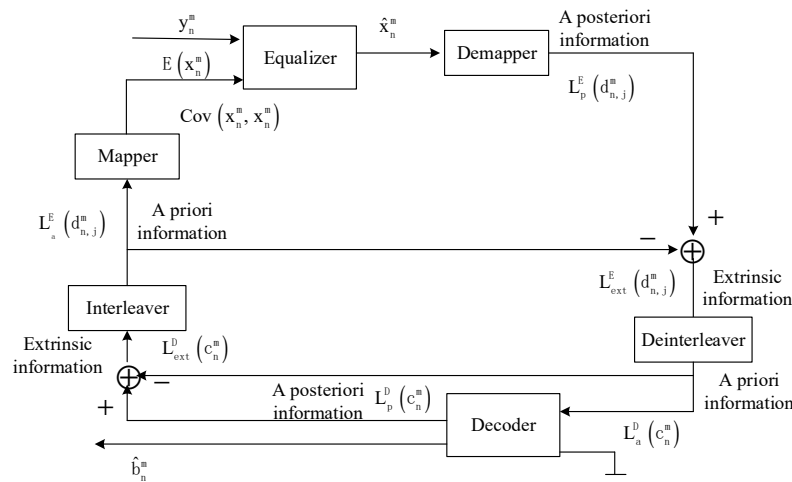 y_n^m
x̂_n^m
A posteriori
information
Equalizer
Demapper
E(x_n^m)
L_p^E(d_{n,j}^m)
Cov(x_n^m, x_n^m)
Mapper
L_a^E(d_{n,j}^m)
A priori
information
+
−
L_ext^E(d_{n,j}^m)
Extrinsic
information
Interleaver
Deinterleaver
Extrinsic
information
L_ext^D(c_n^m)
−
+
A posteriori
information
L_p^D(c_n^m)
A priori
information
Decoder
L_a^D(c_n^m)
b̂_n^m